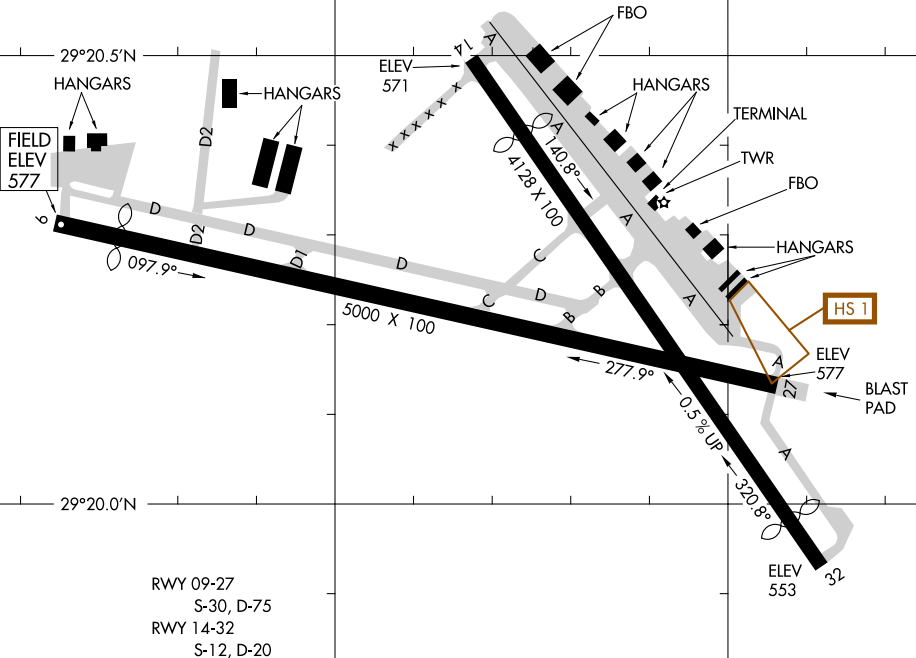 FBO
14
A
29°20.5'N
ELEV
571
HANGARS
HANGARS
HANGARS
D2
x x x x x x
A
TERMINAL
FIELD
ELEV
577
140.8°
4128 X 100
TWR
FBO
9
D
D2
D
A
HANGARS
D1
D
C
097.9°
C
D
B
A
HS 1
5000 X 100
B
277.9°
A
ELEV
577
27
BLAST
PAD
0.5 % UP
A
320.8°
29°20.0'N
ELEV
553
32
RWY 09-27
S-30, D-75
RWY 14-32
S-12, D-20